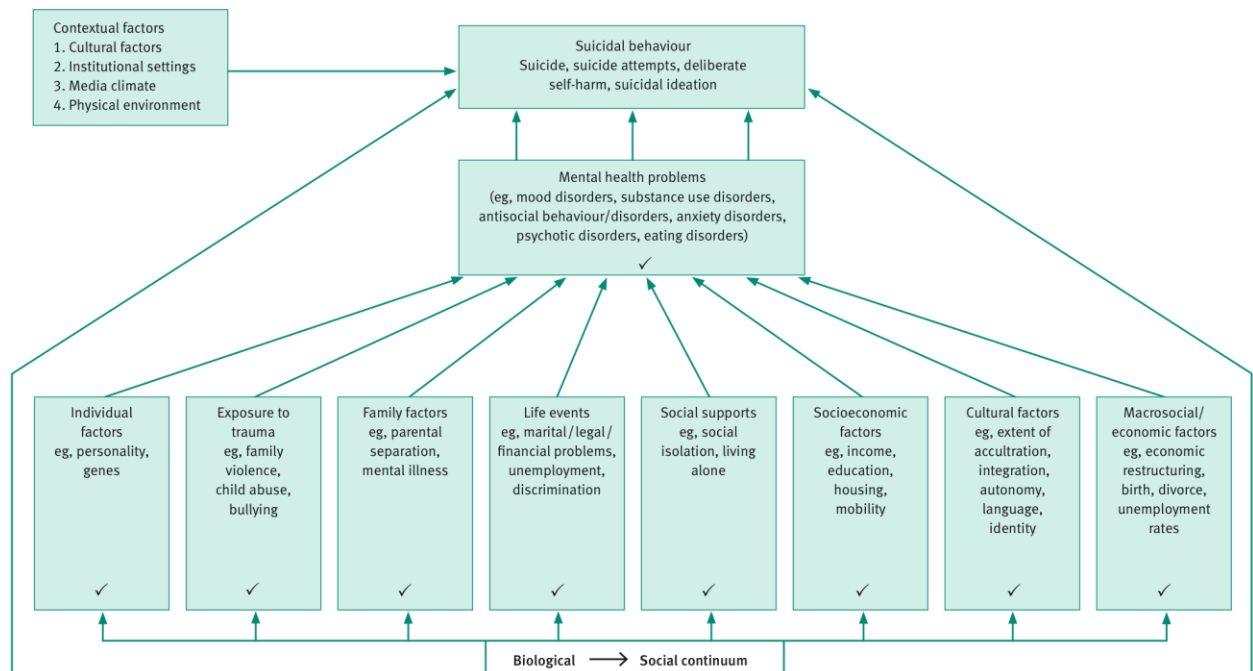 Contextual factors
1. Cultural factors
2. Institutional settings
3. Media climate
4. Physical environment
Suicidal behaviour
Suicide, suicide attempts, deliberate
self-harm, suicidal ideation
Mental health problems
(eg, mood disorders, substance use disorders,
antisocial behaviour/disorders, anxiety disorders,
psychotic disorders, eating disorders)
✓
Individual
factors
eg, personality,
genes
✓
Exposure to
trauma
eg, family
violence,
child abuse,
bullying
✓
Family factors
eg, parental
separation,
mental illness
✓
Life events
eg, marital/legal/
financial problems,
unemployment,
discrimination
✓
Social supports
eg, social
isolation, living
alone
✓
Socioeconomic
factors
eg, income,
education,
housing,
mobility
✓
Cultural factors
eg, extent of
accultration,
integration,
autonomy,
language,
identity
✓
Macrosocial/
economic factors
eg, economic
restructuring,
birth, divorce,
unemployment
rates
✓
Biological ⟶ Social continuum